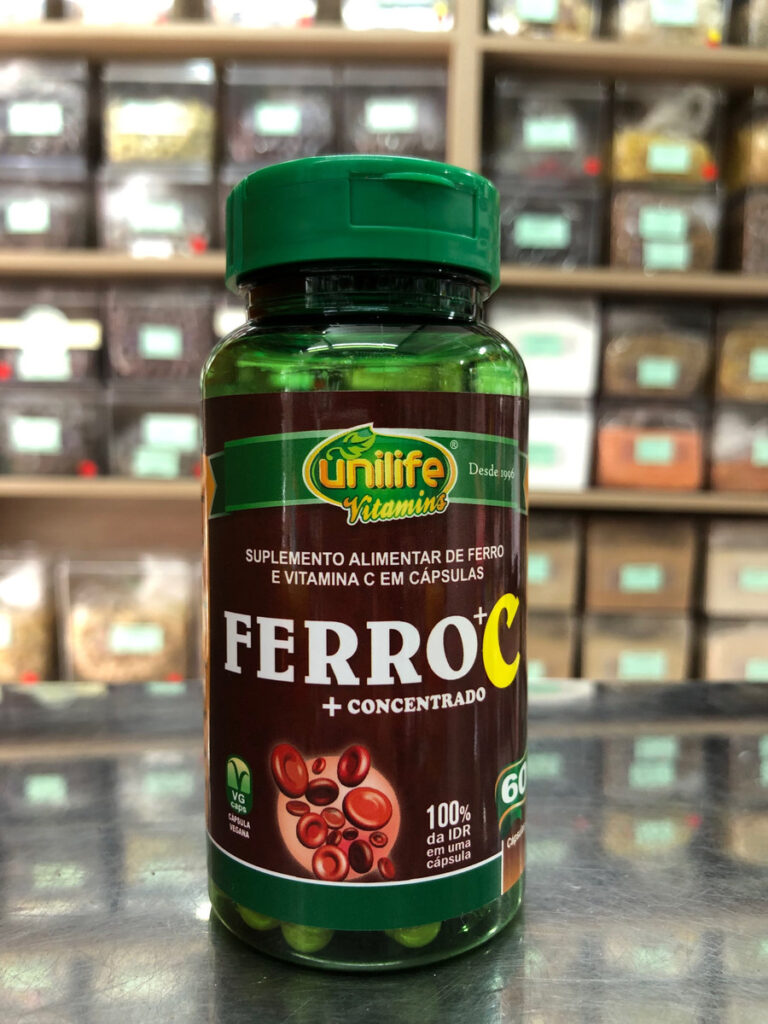 unilife®
Vitamins
Desde 1996
SUPLEMENTO ALIMENTAR DE FERRO
E VITAMINA C EM CÁPSULAS
FERRO+C
+ CONCENTRADO
VG
caps
CÁPSULA
VEGANA
100%
da IDR
em uma
cápsula
60